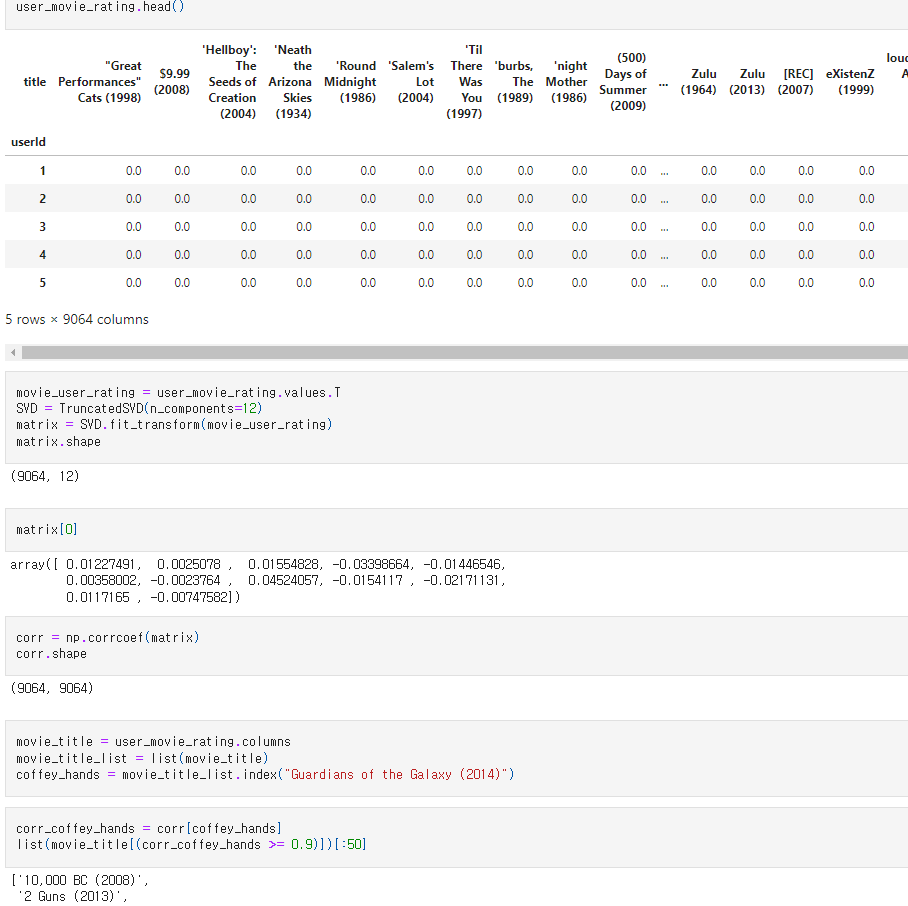 user_movie_rating.head()
title "Great Performances" Cats (1998) $9.99 (2008) 'Hellboy': The Seeds of Creation (2004) 'Neath the Arizona Skies (1934) 'Round Midnight (1986) 'Salem's Lot (2004) 'Til There Was You (1997) 'burbs, The (1989) 'night Mother (1986) (500) Days of Summer (2009) ... Zulu (1964) Zulu (2013) [REC] (2007) eXistenZ (1999)
userId
1 0.0 0.0 0.0 0.0 0.0 0.0 0.0 0.0 0.0 0.0 ... 0.0 0.0 0.0 0.0
2 0.0 0.0 0.0 0.0 0.0 0.0 0.0 0.0 0.0 0.0 ... 0.0 0.0 0.0 0.0
3 0.0 0.0 0.0 0.0 0.0 0.0 0.0 0.0 0.0 0.0 ... 0.0 0.0 0.0 0.0
4 0.0 0.0 0.0 0.0 0.0 0.0 0.0 0.0 0.0 0.0 ... 0.0 0.0 0.0 0.0
5 0.0 0.0 0.0 0.0 0.0 0.0 0.0 0.0 0.0 0.0 ... 0.0 0.0 0.0 0.0
5 rows × 9064 columns
movie_user_rating = user_movie_rating.values.T
SVD = TruncatedSVD(n_components=12)
matrix = SVD.fit_transform(movie_user_rating)
matrix.shape
(9064, 12)
matrix[0]
array([ 0.01227491,  0.0025078 ,  0.01554828, -0.03398664, -0.01446546,
0.00358002, -0.0023764 ,  0.04524057, -0.0154117 , -0.02171131,
0.0117165 , -0.00747582])
corr = np.corrcoef(matrix)
corr.shape
(9064, 9064)
movie_title = user_movie_rating.columns
movie_title_list = list(movie_title)
coffey_hands = movie_title_list.index("Guardians of the Galaxy (2014)")
corr_coffey_hands = corr[coffey_hands]
list(movie_title[(corr_coffey_hands >= 0.9)])[:50]
['10,000 BC (2008)',
'2 Guns (2013)',